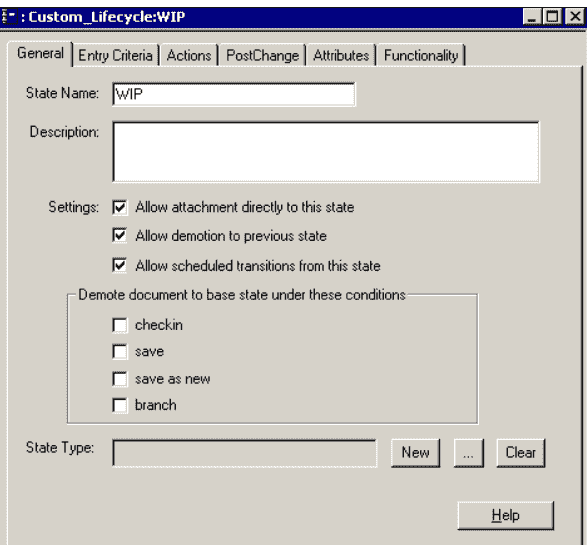 : Custom_Lifecycle:WIP
General Entry Criteria Actions PostChange Attributes Functionality
State Name: WIP
Description:
Settings: Allow attachment directly to this state
Allow demotion to previous state
Allow scheduled transitions from this state
Demote document to base state under these conditions
checkin
save
save as new
branch
State Type: New ... Clear
Help